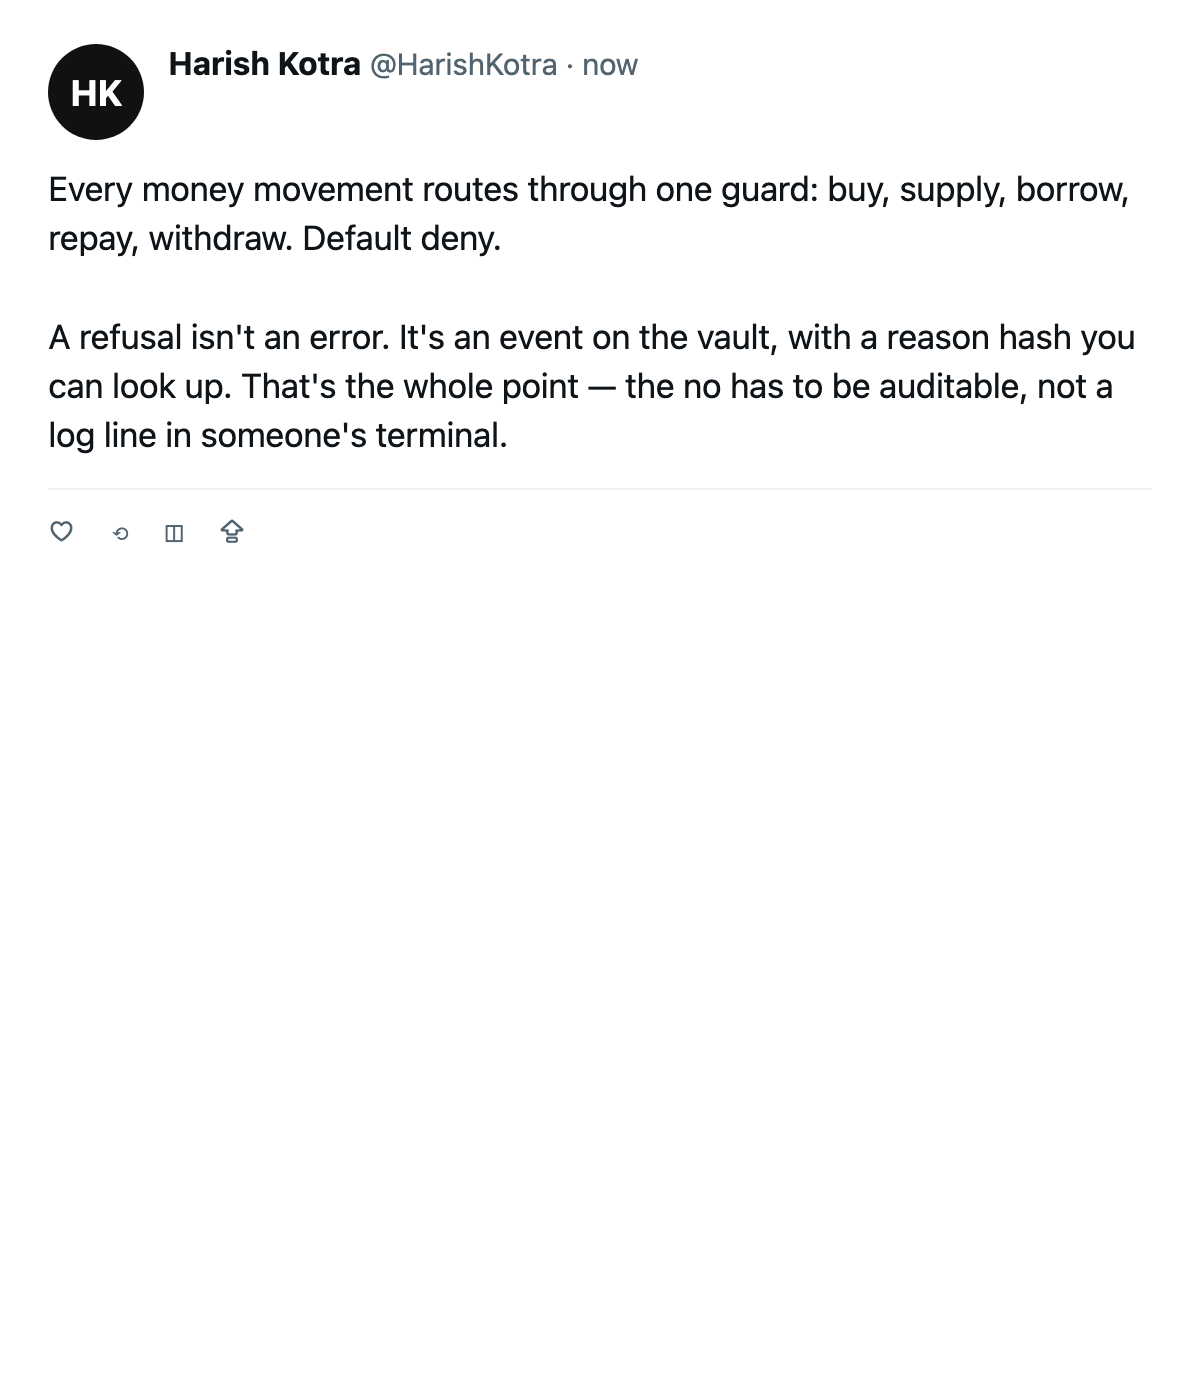 HK
Harish Kotra @HarishKotra · now
Every money movement routes through one guard: buy, supply, borrow,
repay, withdraw. Default deny.
A refusal isn't an error. It's an event on the vault, with a reason hash you
can look up. That's the whole point — the no has to be auditable, not a
log line in someone's terminal.